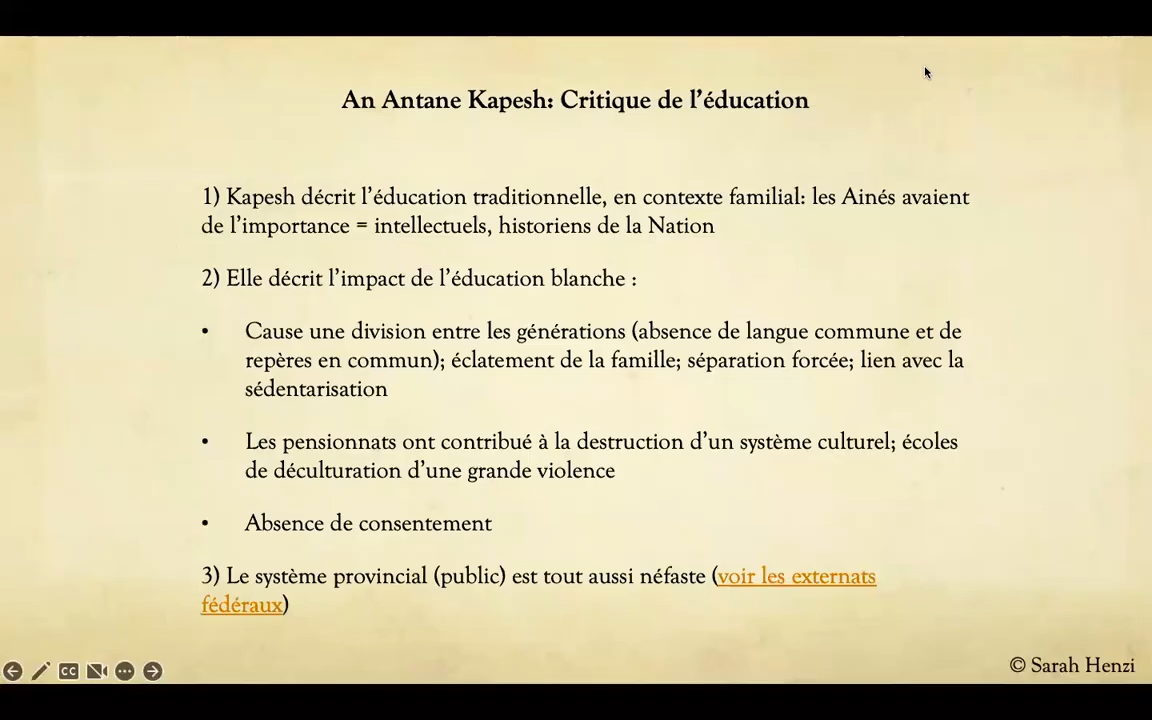 An Antane Kapesh: Critique de l'éducation
1) Kapesh décrit l'éducation traditionnelle, en contexte familial: les Ainés avaient
de l'importance = intellectuels, historiens de la Nation
2) Elle décrit l'impact de l'éducation blanche :
• Cause une division entre les générations (absence de langue commune et de
repères en commun); éclatement de la famille; séparation forcée; lien avec la
sédentarisation
• Les pensionnats ont contribué à la destruction d'un système culturel; écoles
de déculturation d'une grande violence
• Absence de consentement
3) Le système provincial (public) est tout aussi néfaste (voir les externats
fédéraux)
CC
© Sarah Henzi